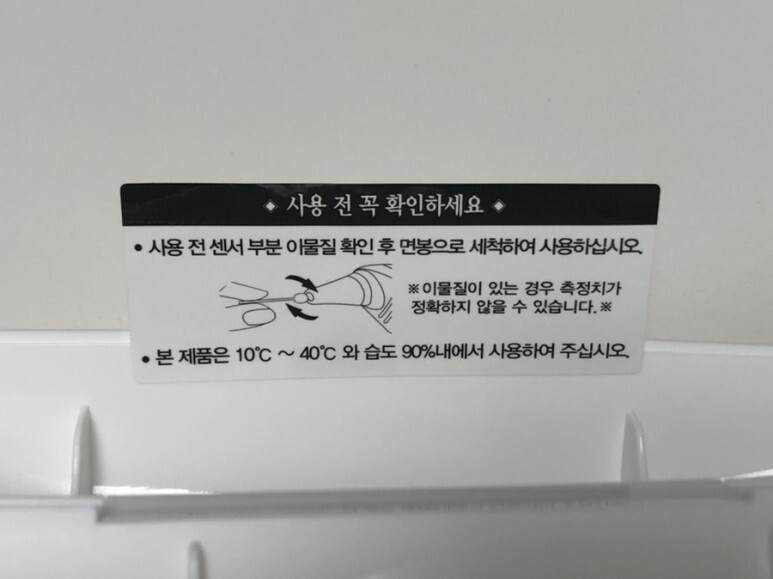 ◈ 사용 전 꼭 확인하세요 ◈
• 사용 전 센서 부분 이물질 확인 후 면봉으로 세척하여 사용하십시오.
※이물질이 있는 경우 측정치가
정확하지 않을 수 있습니다.※
• 본 제품은 10℃ ~ 40℃ 와 습도 90%내에서 사용하여 주십시오.